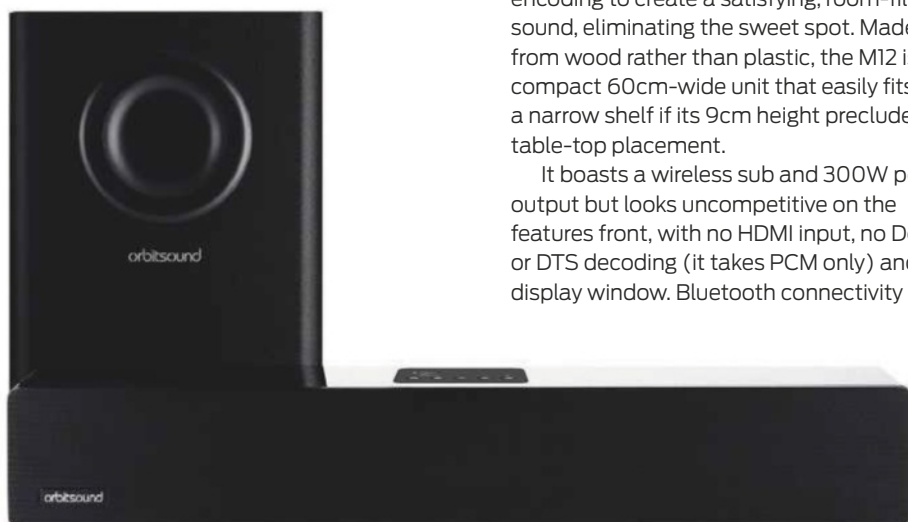 encoding to create a satisfying, room-fil
sound, eliminating the sweet spot. Made
from wood rather than plastic, the M12 i
compact 60cm-wide unit that easily fits
a narrow shelf if its 9cm height preclude
table-top placement.
It boasts a wireless sub and 300W p
output but looks uncompetitive on the
features front, with no HDMI input, no D
or DTS decoding (it takes PCM only) and
display window. Bluetooth connectivity
orbitsound
orbitsound